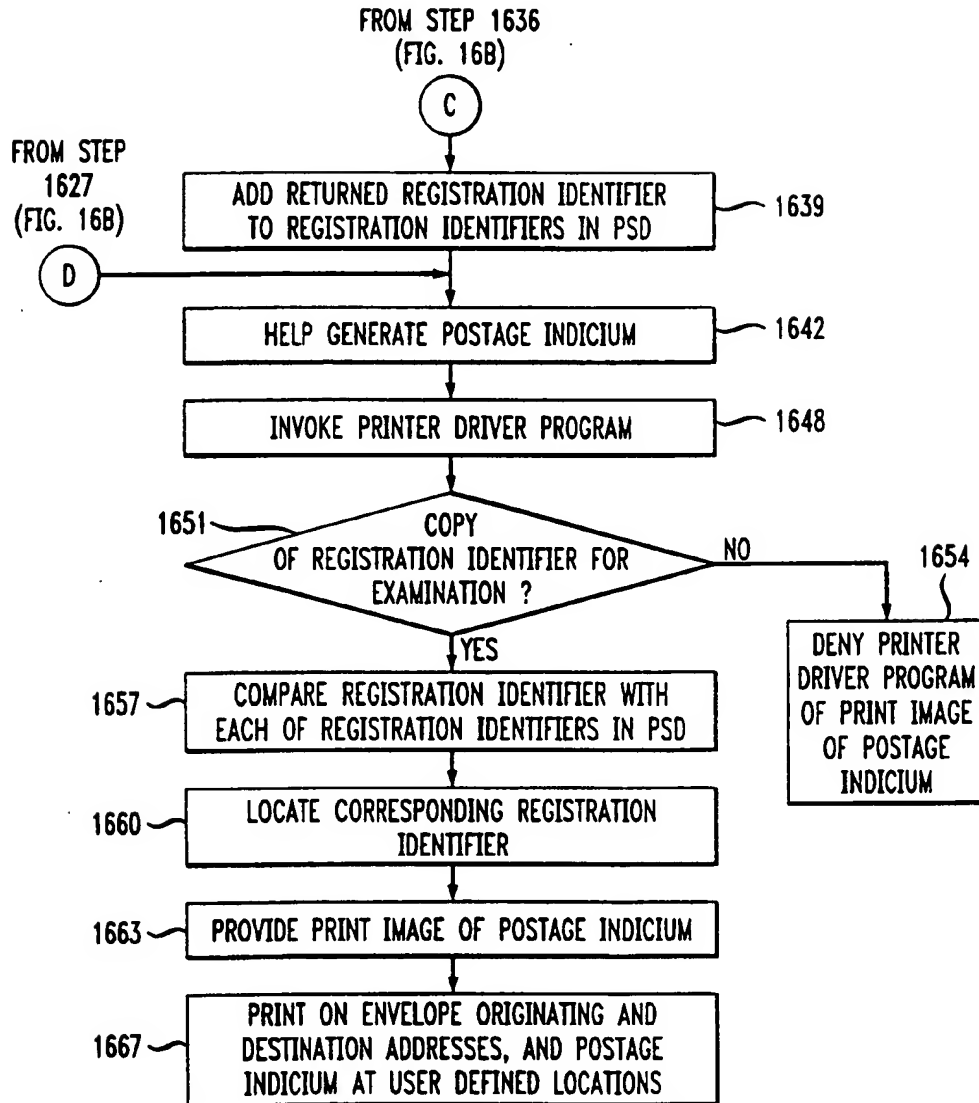 FROM STEP 1636
(FIG. 16B)
C
FROM STEP
1627
(FIG. 16B)
D
ADD RETURNED REGISTRATION IDENTIFIER
TO REGISTRATION IDENTIFIERS IN PSD
1639
HELP GENERATE POSTAGE INDICIUM
1642
INVOKE PRINTER DRIVER PROGRAM
1648
1651
COPY
OF REGISTRATION IDENTIFIER FOR
EXAMINATION ?
NO
1654
YES
DENY PRINTER
DRIVER PROGRAM
OF PRINT IMAGE
OF POSTAGE
INDICIUM
1657
COMPARE REGISTRATION IDENTIFIER WITH
EACH OF REGISTRATION IDENTIFIERS IN PSD
1660
LOCATE CORRESPONDING REGISTRATION
IDENTIFIER
1663
PROVIDE PRINT IMAGE OF POSTAGE INDICIUM
1667
PRINT ON ENVELOPE ORIGINATING AND
DESTINATION ADDRESSES, AND POSTAGE
INDICIUM AT USER DEFINED LOCATIONS